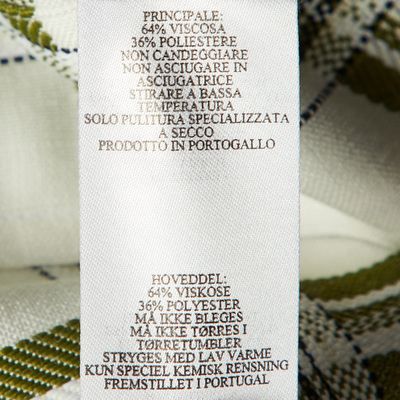 PRINCIPALE:
64% VISCOSA
36% POLIESTERE
NON CANDEGGIARE
NON ASCIUGARE IN
ASCIUGATRICE
STIRARE A BASSA
TEMPERATURA
SOLO PULITURA SPECIALIZZATA
A SECCO
PRODOTTO IN PORTOGALLO
HOVEDDEL:
64% VISKOSE
36% POLYESTER
MÅ IKKE BLEGES
MÅ IKKE TØRRES I
TØRRETUMBLER
STRYGES MED LAV VARME
KUN SPECIEL KEMISK RENSNING
FREMSTILLET I PORTUGAL